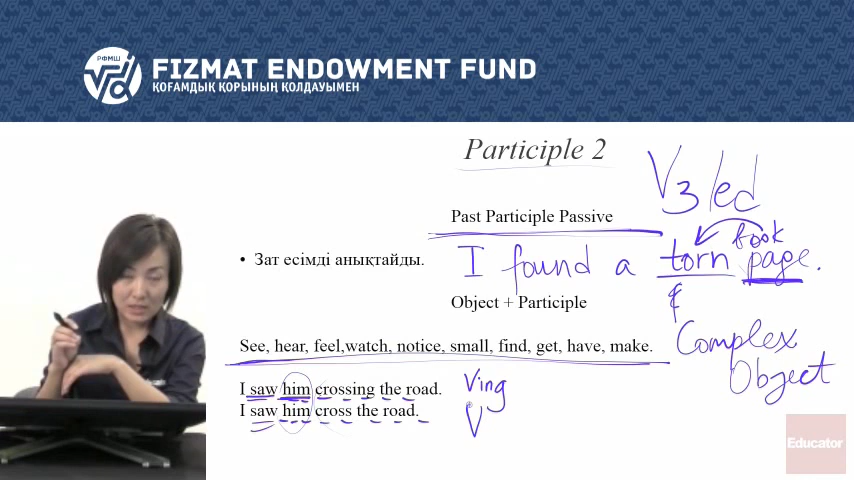 РФМШ
FIZMAT ENDOWMENT FUND
ҚОҒАМДЫҚ ҚОРЫНЫҢ ҚОЛДАУЫМЕН
Participle 2
V3/ed
Past Participle Passive
book
• Зат есімді анықтайды.
I found a torn page.
Object + Participle
Complex
Object
See, hear, feel,watch, notice, small, find, get, have, make.
I saw him crossing the road.
Ving
I saw him cross the road.
V
Educator